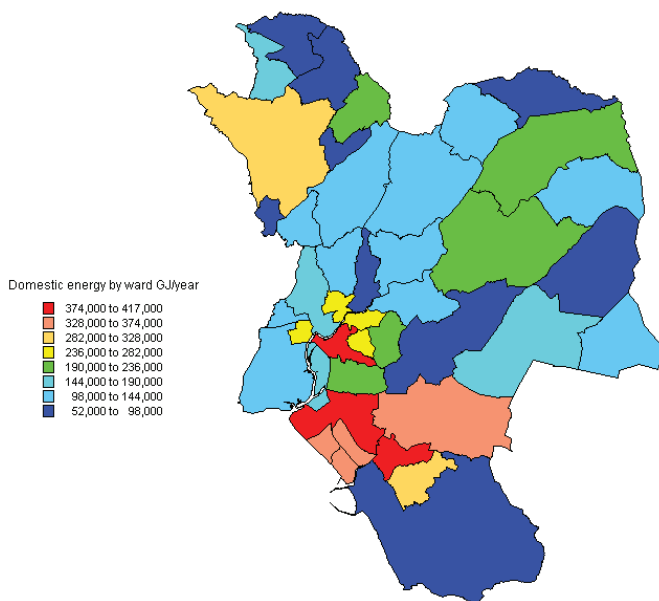 Domestic energy by ward GJ/year
374,000 to 417,000
328,000 to 374,000
282,000 to 328,000
236,000 to 282,000
190,000 to 236,000
144,000 to 190,000
98,000 to 144,000
52,000 to 98,000